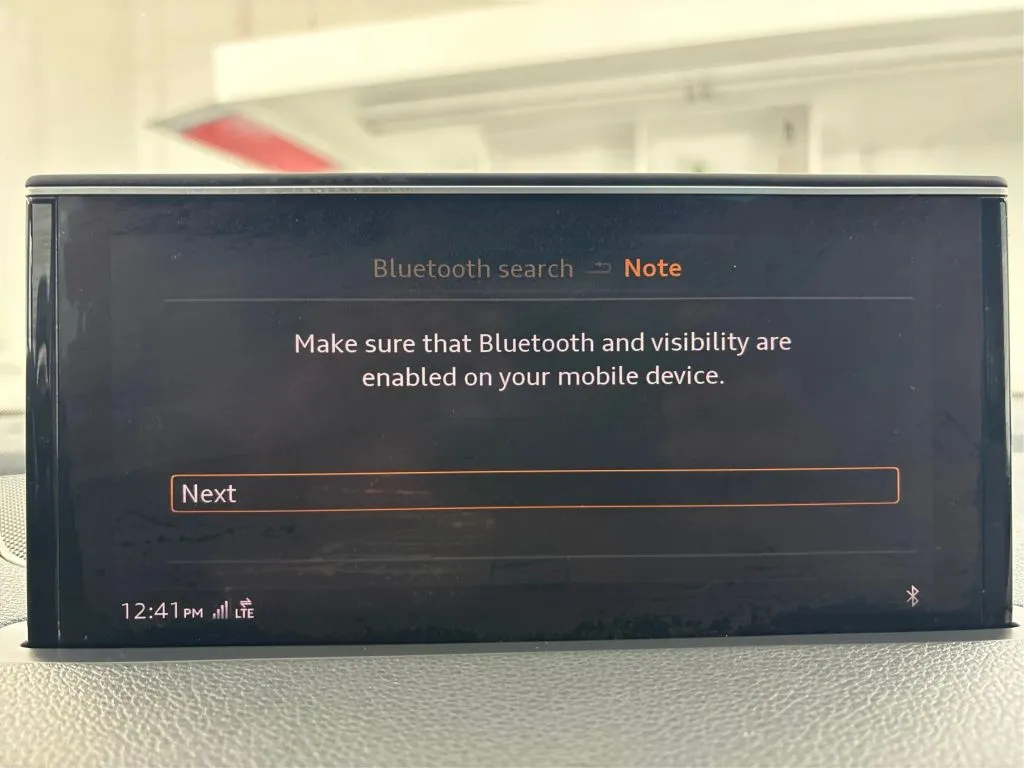 Bluetooth search Note
Make sure that Bluetooth and visibility are
enabled on your mobile device.
Next
12:41PM LTE